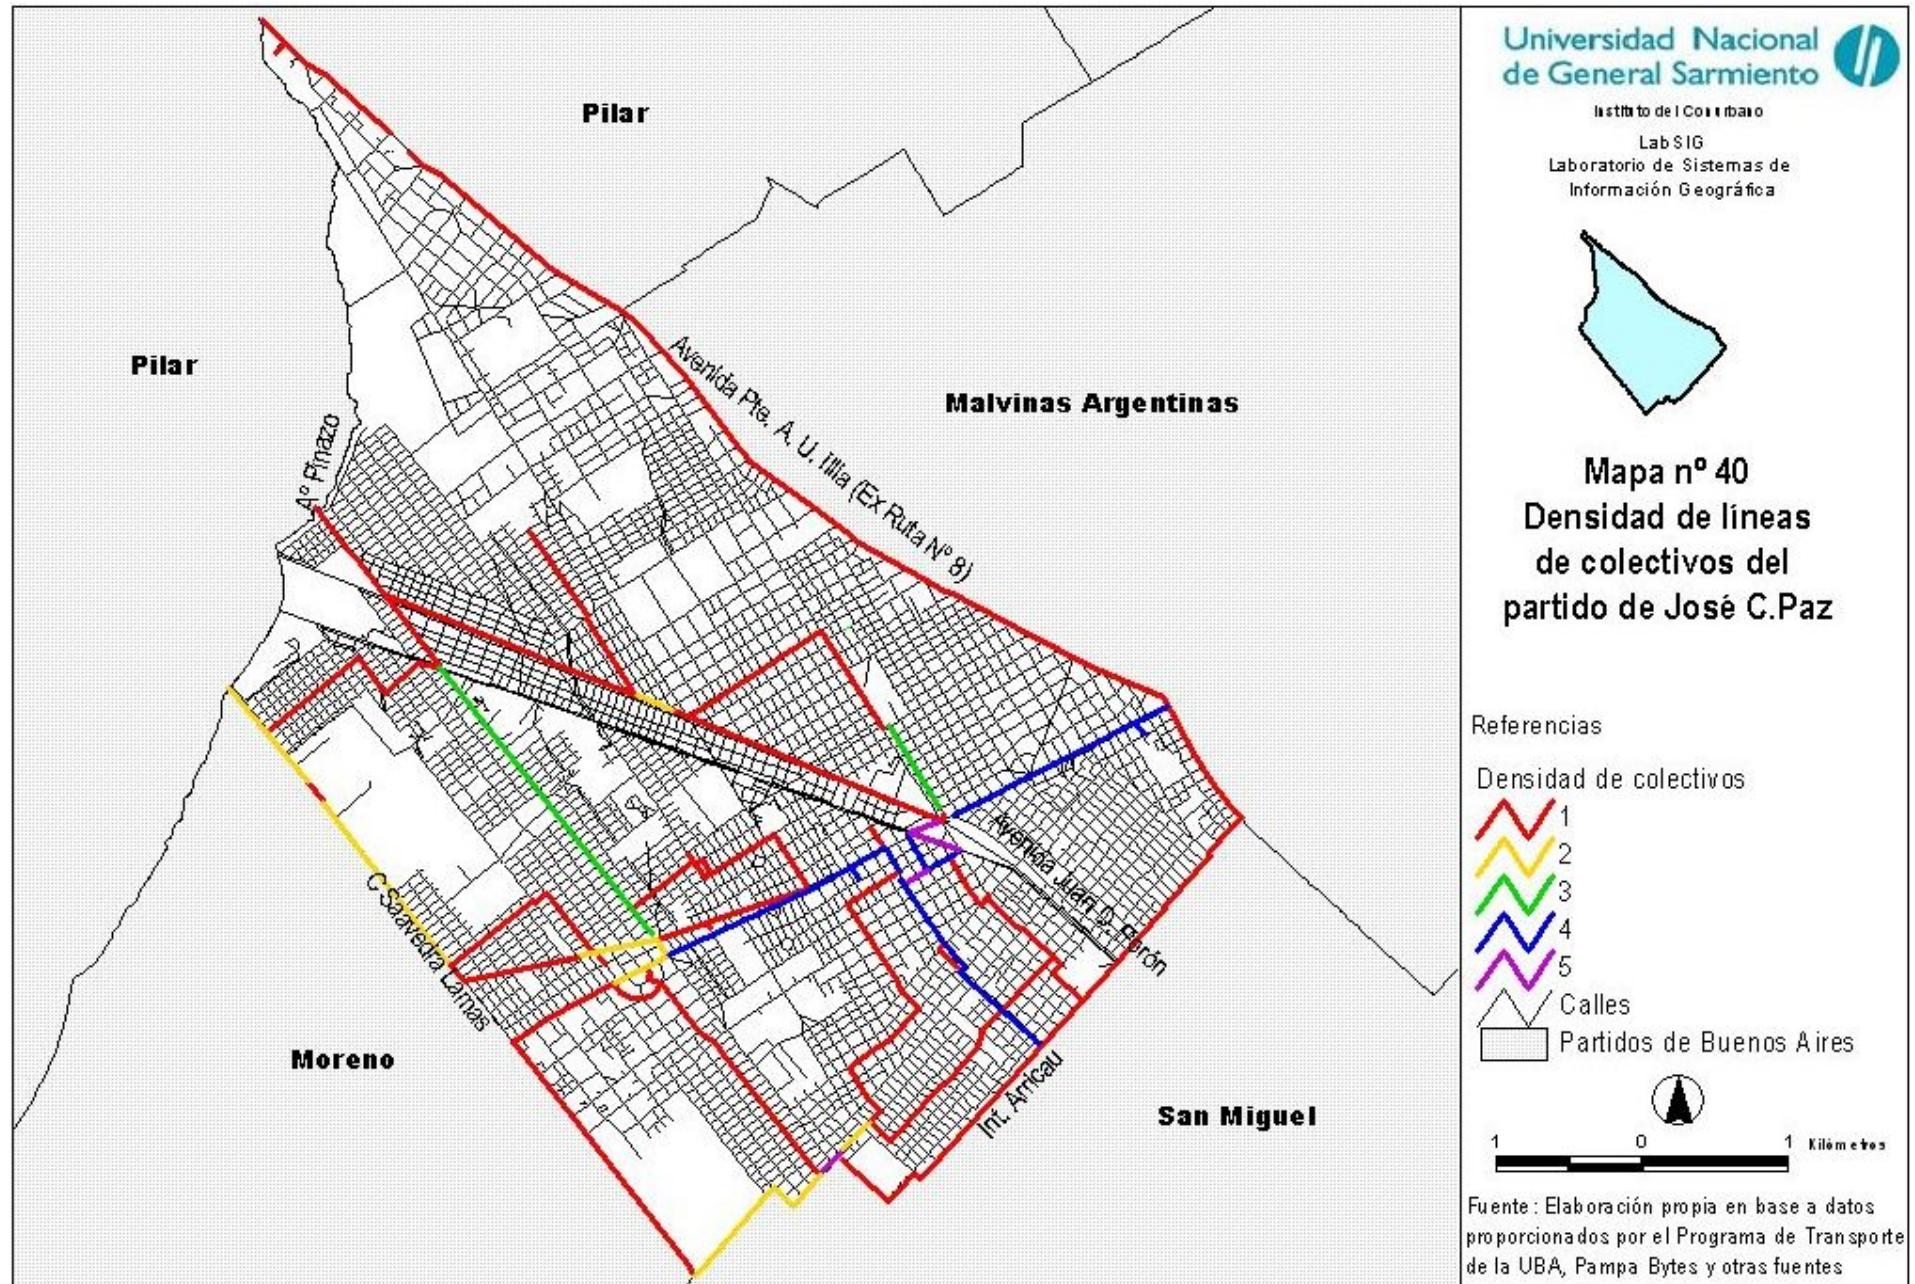 Pilar
Pilar
Malvinas Argentinas
Moreno
San Miguel
Aº Pinazo
Avenida Pte. A. U. Illia (Ex Ruta Nº 8)
Avenida Juan D. Perón
C Saavedra Lamas
Int. Arricau
Universidad Nacional
de General Sarmiento
Instituto del Conurbano
LabSIG
Laboratorio de Sistemas de
Información Geográfica
Mapa nº 40
Densidad de líneas
de colectivos del
partido de José C.Paz
Referencias
Densidad de colectivos
1
2
3
4
5
Calles
Partidos de Buenos Aires
1 0 1 Kilómetros
Fuente: Elaboración propia en base a datos
proporcionados por el Programa de Transporte
de la UBA, Pampa Bytes y otras fuentes